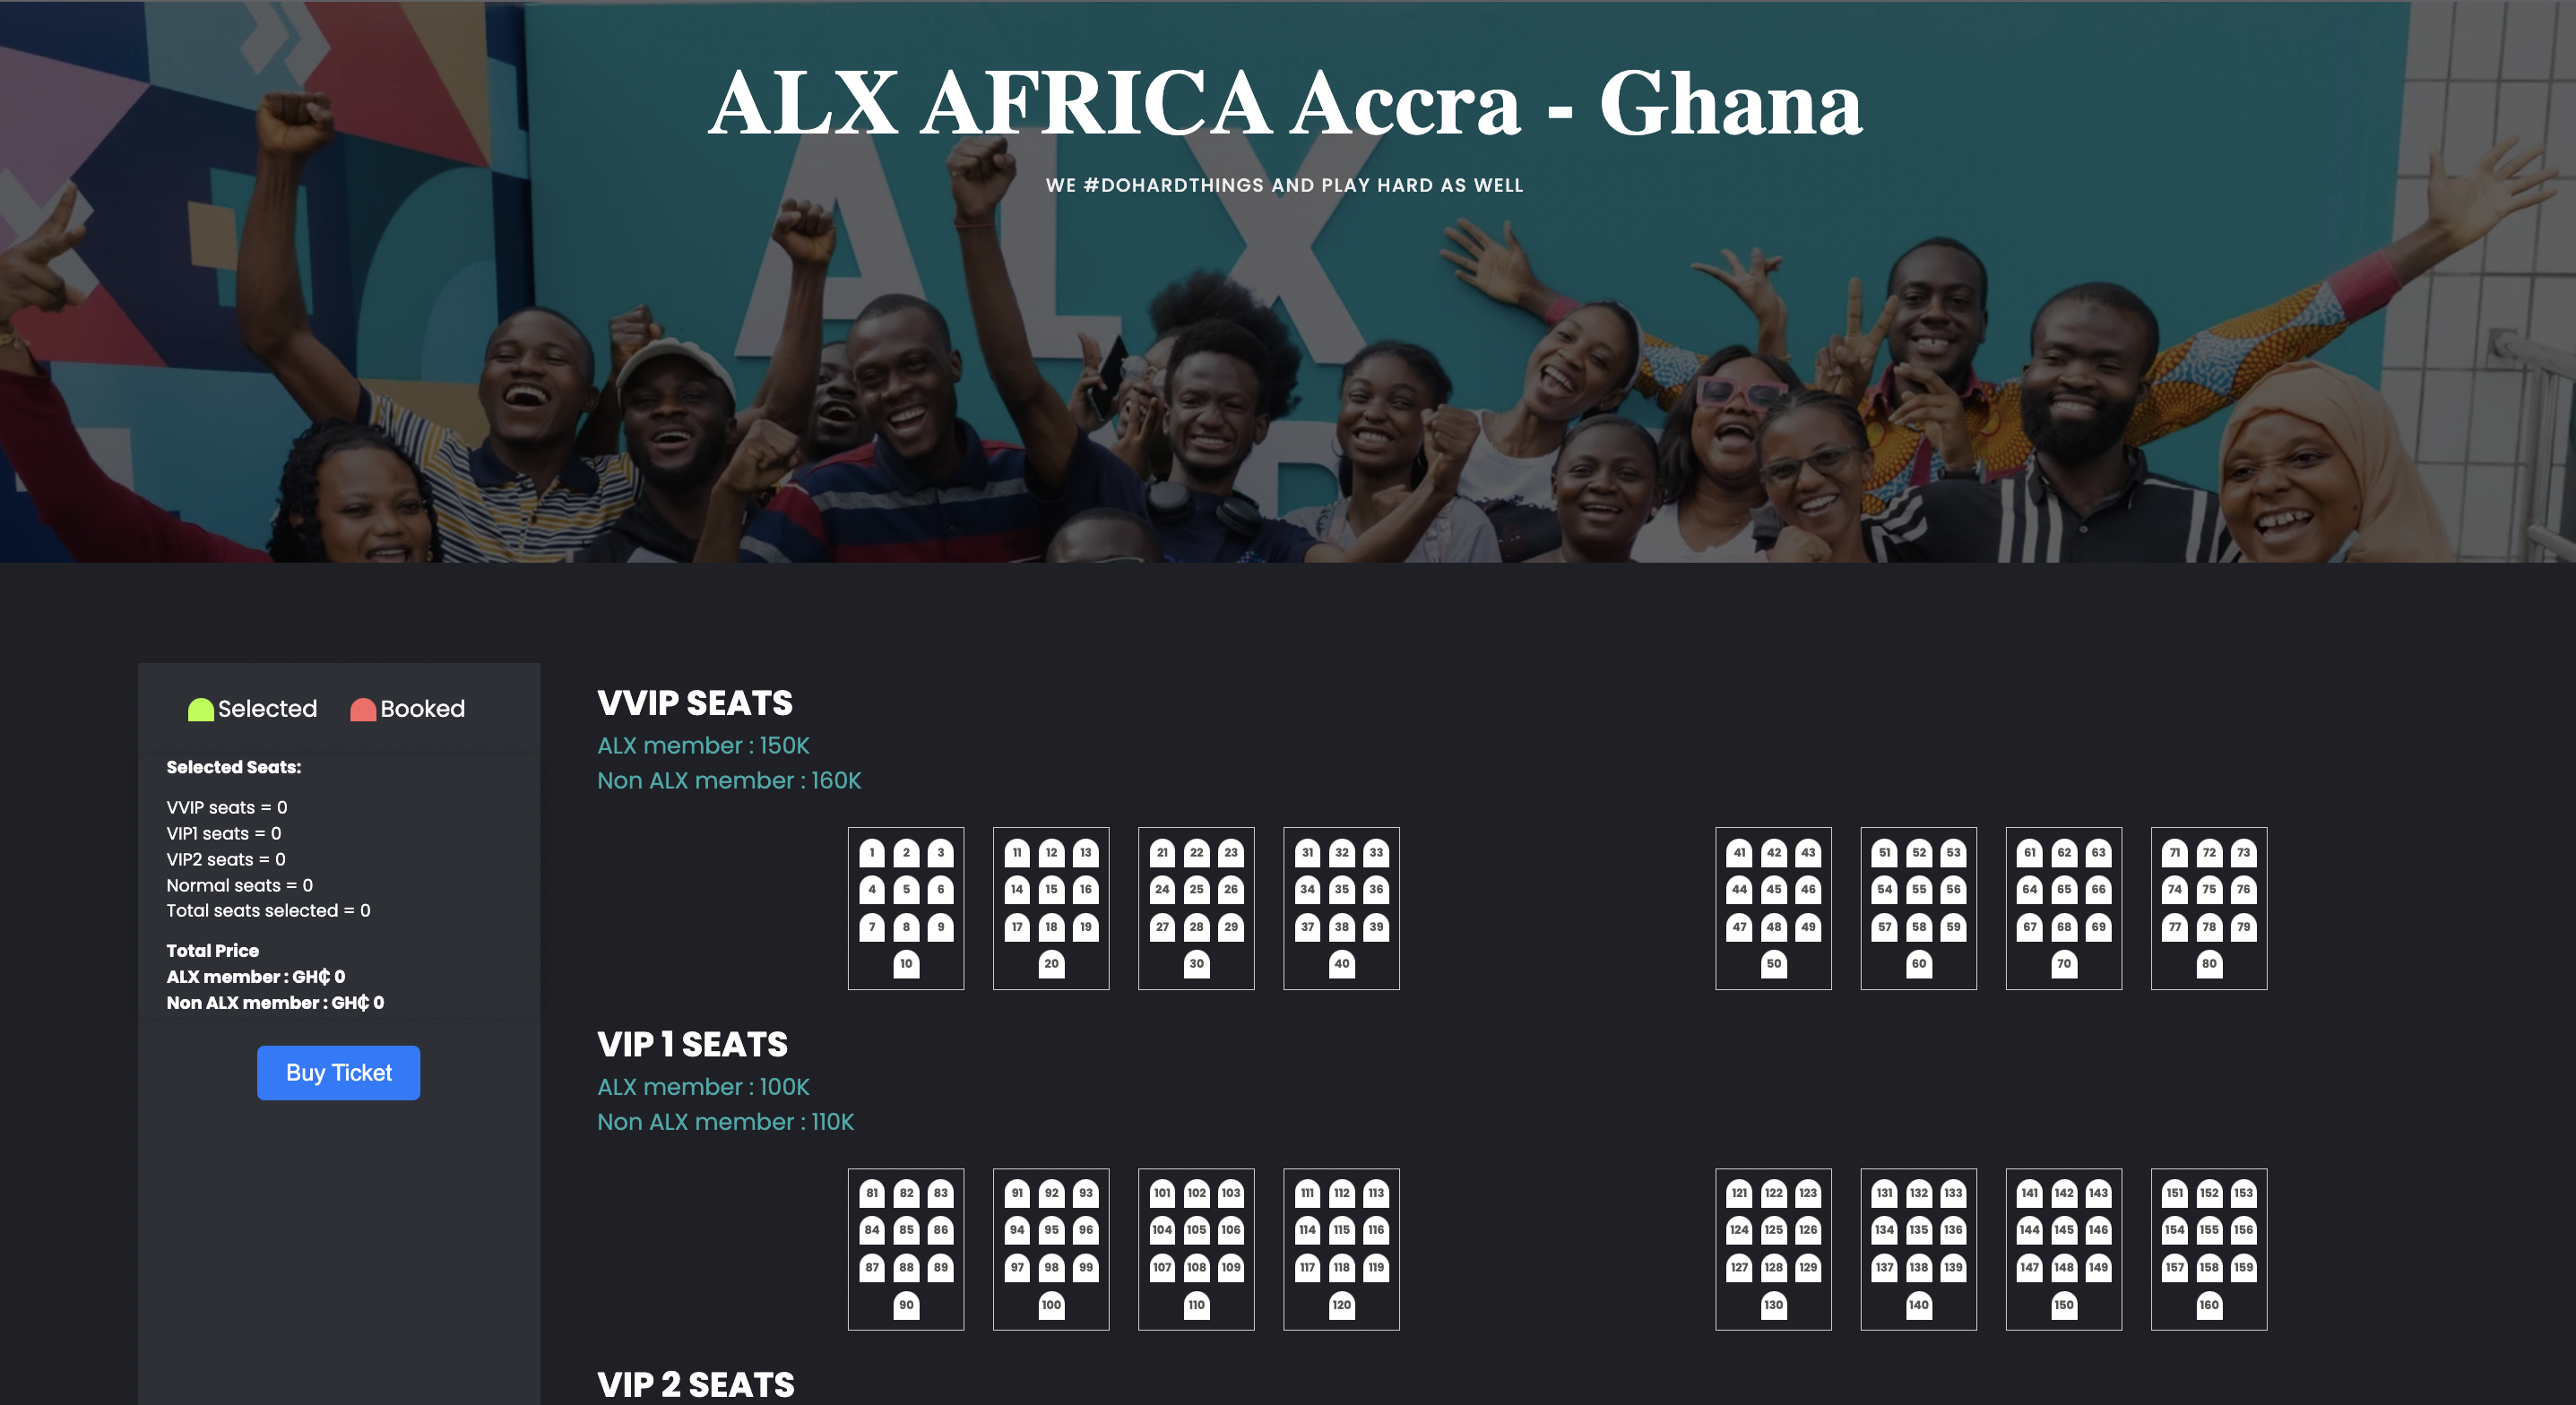 ALX AFRICA Accra - Ghana
WE #DOHARDTHINGS AND PLAY HARD AS WELL
ALX
Selected Booked
Selected Seats:
VVIP seats = 0
VIP1 seats = 0
VIP2 seats = 0
Normal seats = 0
Total seats selected = 0
Total Price
ALX member : GH₵ 0
Non ALX member : GH₵ 0
Buy Ticket
VVIP SEATS
ALX member : 150K
Non ALX member : 160K
1 2 3 11 12 13 21 22 23 31 32 33 41 42 43 51 52 53 61 62 63 71 72 73
4 5 6 14 15 16 24 25 26 34 35 36 44 45 46 54 55 56 64 65 66 74 75 76
7 8 9 17 18 19 27 28 29 37 38 39 47 48 49 57 58 59 67 68 69 77 78 79
10 20 30 40 50 60 70 80
VIP 1 SEATS
ALX member : 100K
Non ALX member : 110K
81 82 83 91 92 93 101 102 103 111 112 113 121 122 123 131 132 133 141 142 143 151 152 153
84 85 86 94 95 96 104 105 106 114 115 116 124 125 126 134 135 136 144 145 146 154 155 156
87 88 89 97 98 99 107 108 109 117 118 119 127 128 129 137 138 139 147 148 149 157 158 159
90 100 110 120 130 140 150 160
VIP 2 SEATS